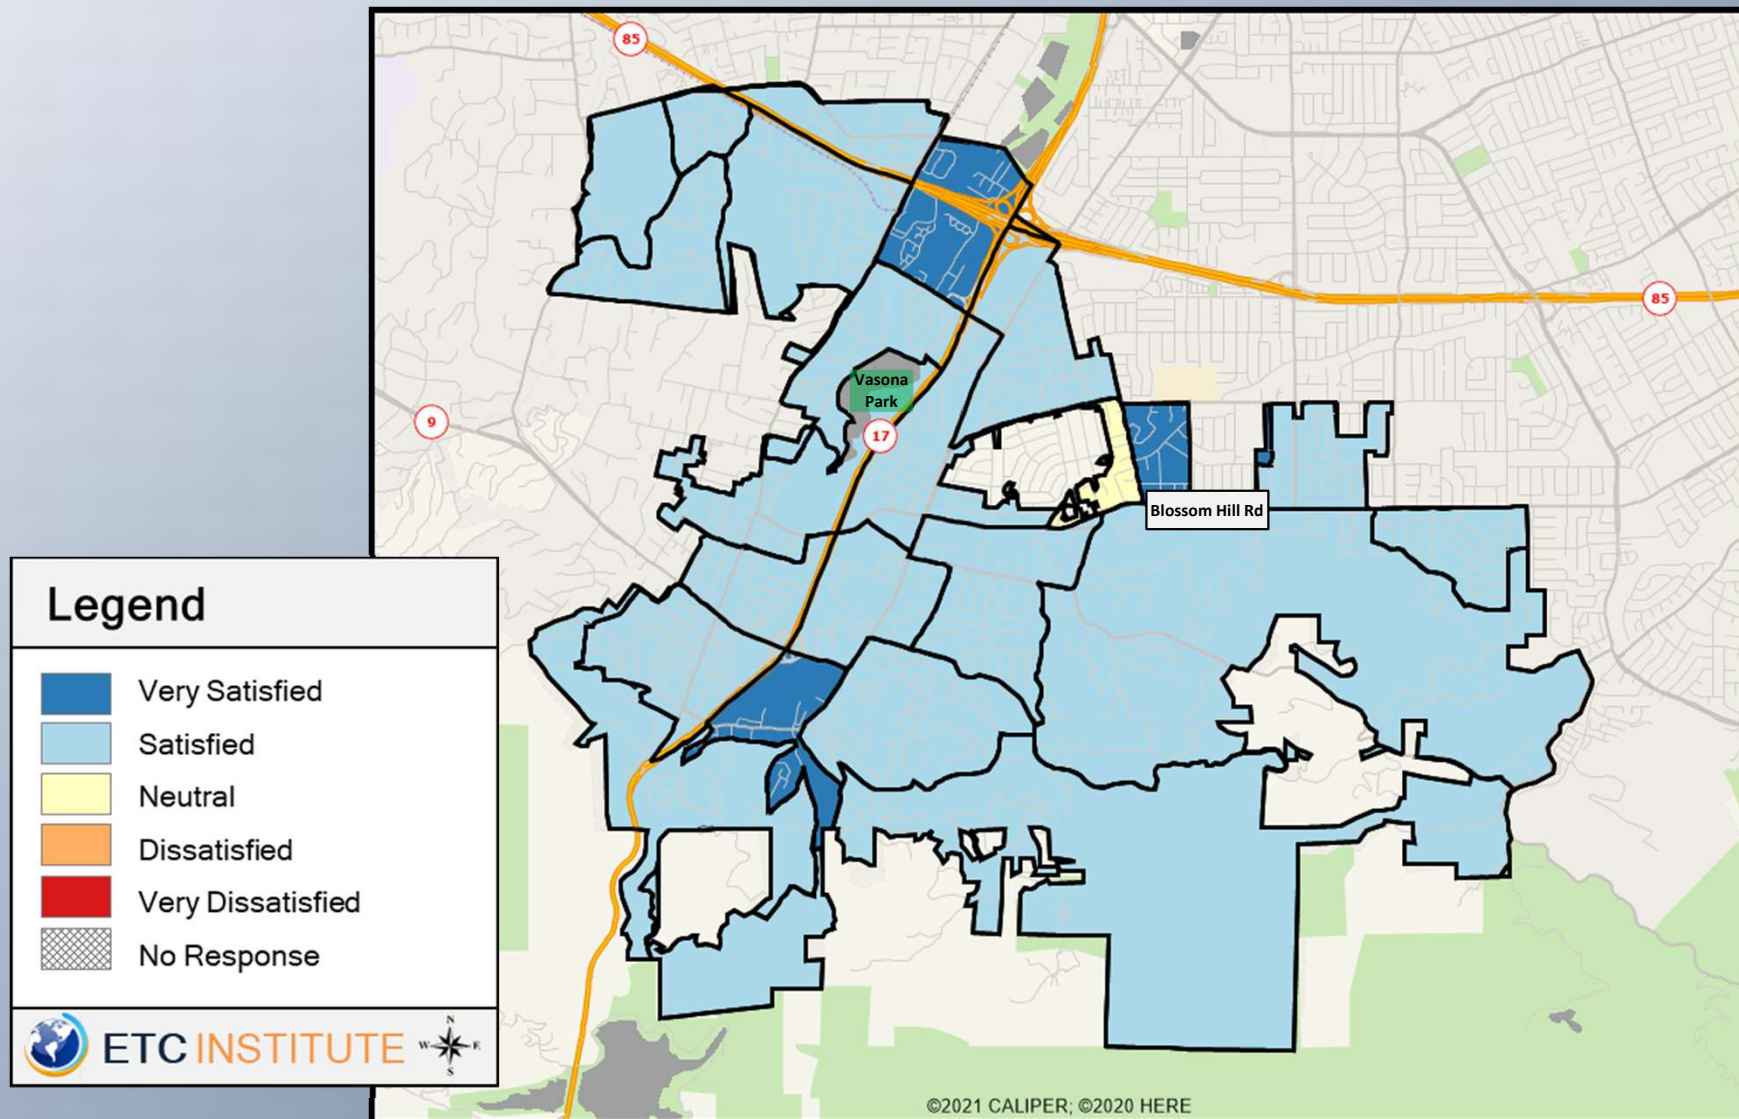 85
85
Vasona
Park
9
17
Blossom Hill Rd
Legend
Very Satisfied
Satisfied
Neutral
Dissatisfied
Very Dissatisfied
No Response
ETC INSTITUTE
N
W E
S
©2021 CALIPER; ©2020 HERE